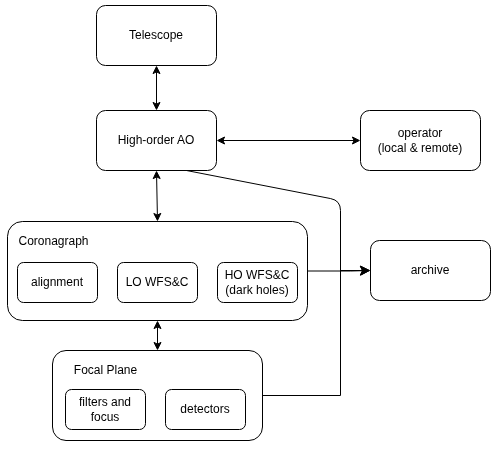 Telescope
High-order AO
operator
(local & remote)
Coronagraph
alignment
LO WFS&C
HO WFS&C
(dark holes)
archive
Focal Plane
filters and
focus
detectors